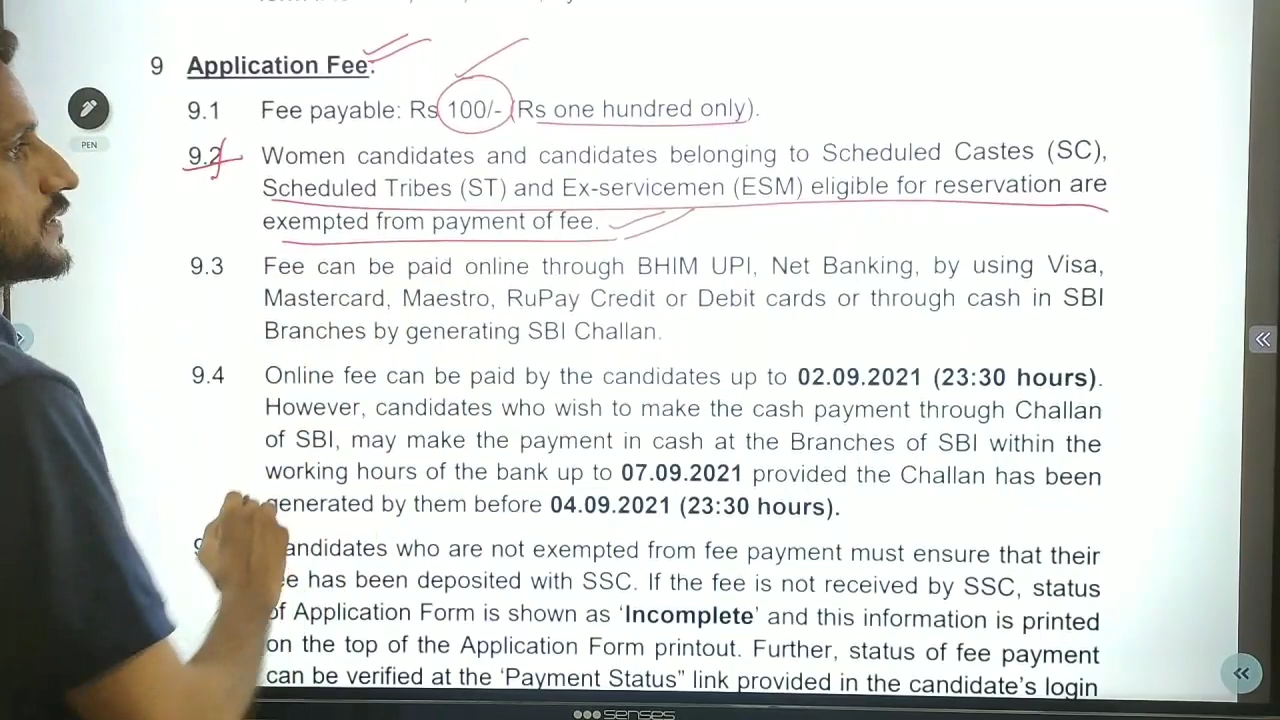 9 Application Fee:
9.1 Fee payable: Rs 100/- (Rs one hundred only).
9.2 Women candidates and candidates belonging to Scheduled Castes (SC),
Scheduled Tribes (ST) and Ex-servicemen (ESM) eligible for reservation are
exempted from payment of fee.
PEN
9.3 Fee can be paid online through BHIM UPI, Net Banking, by using Visa,
Mastercard, Maestro, RuPay Credit or Debit cards or through cash in SBI
Branches by generating SBI Challan.
9.4 Online fee can be paid by the candidates up to 02.09.2021 (23:30 hours).
However, candidates who wish to make the cash payment through Challan
of SBI, may make the payment in cash at the Branches of SBI within the
working hours of the bank up to 07.09.2021 provided the Challan has been
generated by them before 04.09.2021 (23:30 hours).
who are not exempted from fee payment must ensure that their
has been deposited with SSC. If the fee is not received by SSC, status
of Application Form is shown as ‘Incomplete’ and this information is printed
on the top of the Application Form printout. Further, status of fee payment
can be verified at the ‘Payment Status” link provided in the candidate’s login
senses